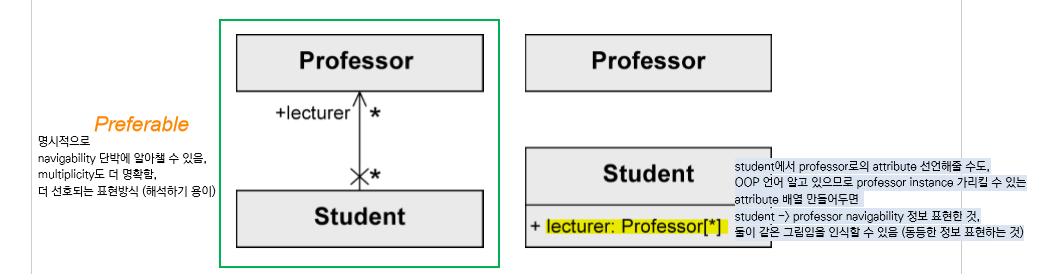 Preferable
명시적으로
navigability 단박에 알아챌 수 있음,
multiplicity도 더 명확함,
더 선호되는 표현방식 (해석하기 용이)
Professor
+lecturer
*
*
Student
Professor
Student
+ lecturer: Professor[*]
student에서 professor로의 attribute 선언해줄 수도,
OOP 언어 알고 있으므로 professor instance 가리킬 수 있는
attribute 배열 만들어두면
student -> professor navigability 정보 표현한 것,
둘이 같은 그림임을 인식할 수 있음 (동등한 정보 표현하는 것)